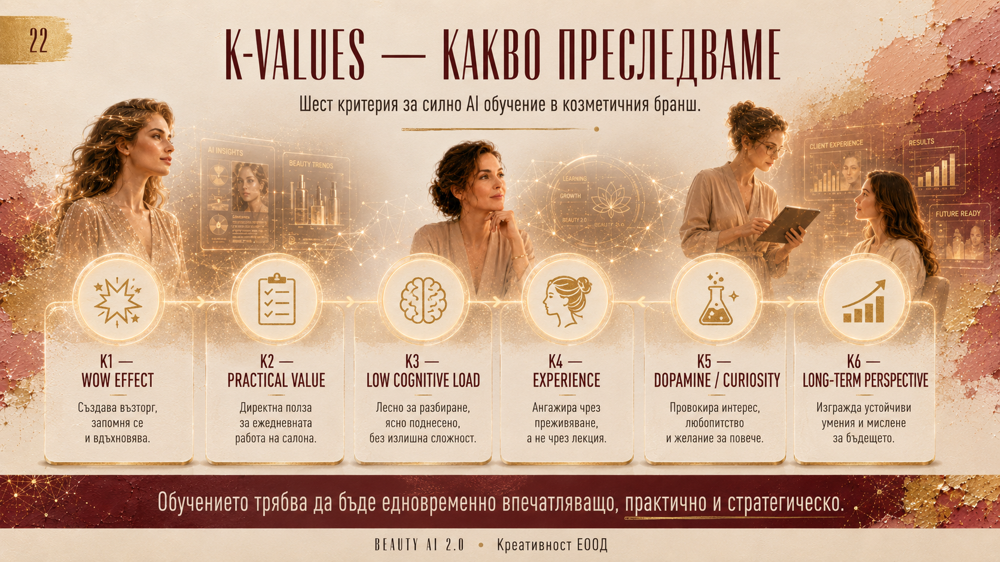 22
K-VALUES — КАКВО ПРЕСЛЕДВАМЕ
Шест критерия за силно AI обучение в козметичния бранш.
AI INSIGHTS
BEAUTY TRENDS
LEARNING
GROWTH
BEAUTY 2.0
BEAUTY 2.0
CLIENT EXPERIENCE
RESULTS
FUTURE READY
K1 —
WOW EFFECT
Създава възторг,
запомня се
и вдъхновява.
K2 —
PRACTICAL VALUE
Директна полза
за ежедневната
работа на салона.
K3 —
LOW COGNITIVE LOAD
Лесно за разбиране,
ясно поднесено,
без излишна сложност.
K4 —
EXPERIENCE
Ангажира чрез
преживяване,
а не чрез лекция.
K5 —
DOPAMINE / CURIOSITY
Провокира интерес,
любопитство
и желание за повече.
K6 —
LONG-TERM PERSPECTIVE
Изгражда устойчиви
умения и мислене
за бъдещето.
Обучението трябва да бъде едновременно впечатляващо, практично и стратегическо.
BEAUTY AI 2.0 • Креативност ЕООД